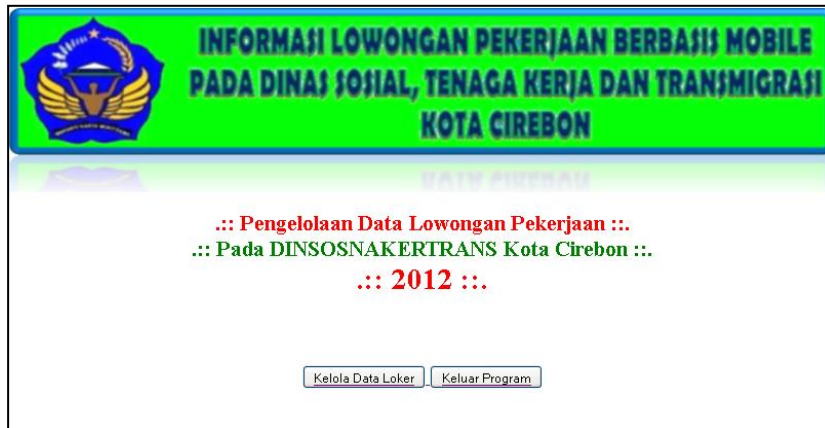 INFORMASI LOWONGAN PEKERJAAN BERBASIS MOBILE
PADA DINAS SOSIAL, TENAGA KERJA DAN TRANSMIGRASI
KOTA CIREBON
.:: Pengelolaan Data Lowongan Pekerjaan ::.
.:: Pada DINSOSNAKERTRANS Kota Cirebon ::.
.:: 2012 ::.
Kelola Data Loker Keluar Program